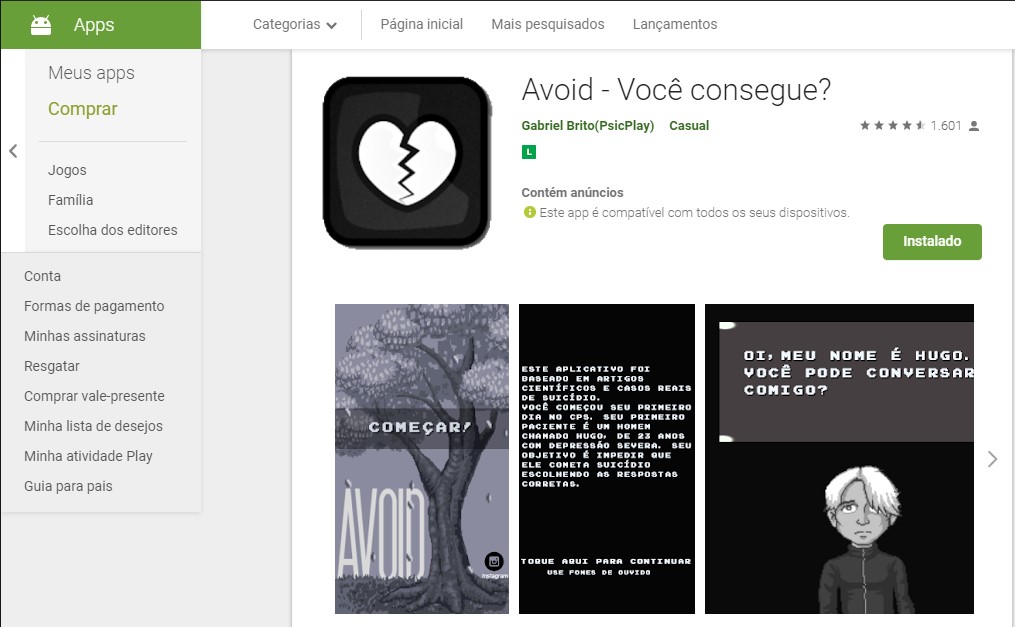 Apps
Categorias
Página inicial
Mais pesquisados
Lançamentos
Meus apps
Comprar
Jogos
Família
Escolha dos editores
Conta
Formas de pagamento
Minhas assinaturas
Resgatar
Comprar vale-presente
Minha lista de desejos
Minha atividade Play
Guia para pais
Avoid - Você consegue?
Gabriel Brito(PsicPlay) Casual
1.601
L
Contém anúncios
Este app é compatível com todos os seus dispositivos.
Instalado
COMEÇAR!
AVOID
Instagram
ESTE APLICATIVO FOI
BASEADO EM ARTIGOS
CIENTÍFICOS E CASOS REAIS
DE SUICÍDIO.
VOCÊ COMEÇOU SEU PRIMEIRO
DIA NO CPS. SEU PRIMEIRO
PACIENTE É UM HOMEM
CHAMADO HUGO, DE 23 ANOS
COM DEPRESSÃO SEVERA. SEU
OBJETIVO É IMPEDIR QUE
ELE COMETA SUICÍDIO
ESCOLHENDO AS RESPOSTAS
CORRETAS.
TOQUE AQUI PARA CONTINUAR
USE FONES DE OUVIDO
OI, MEU NOME É HUGO.
VOCÊ PODE CONVERSAR
COMIGO?